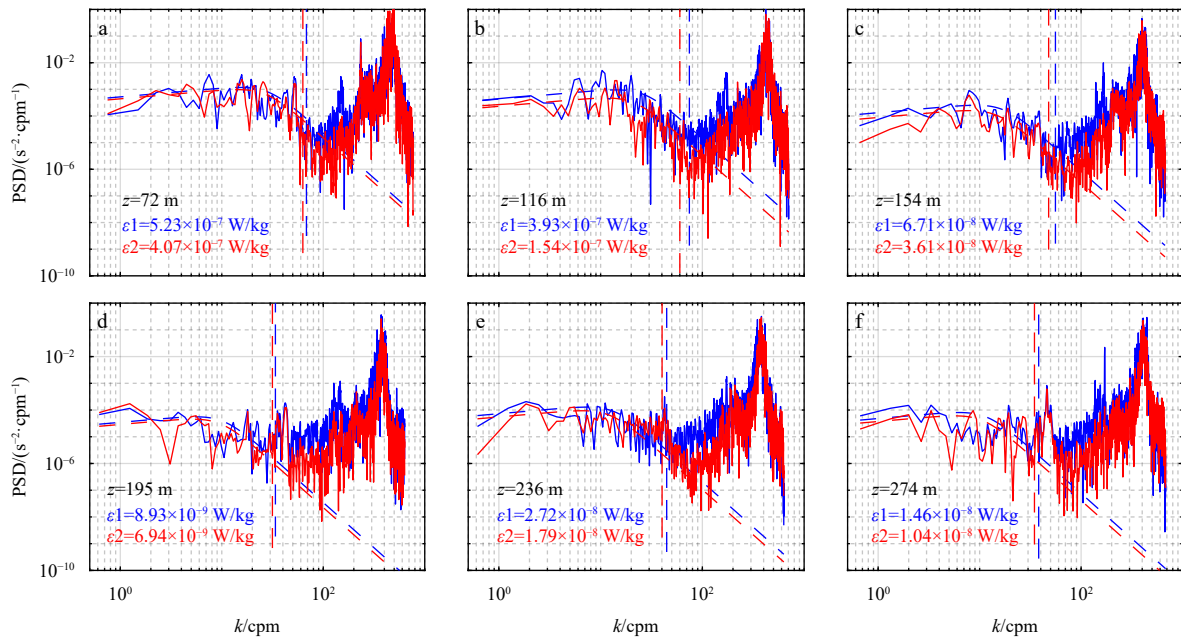 a
b
c
10⁻²
10⁻⁶
10⁻¹⁰
PSD/(s⁻²·cpm⁻¹)
z=72 m
ε1=5.23×10⁻⁷ W/kg
ε2=4.07×10⁻⁷ W/kg
z=116 m
ε1=3.93×10⁻⁷ W/kg
ε2=1.54×10⁻⁷ W/kg
z=154 m
ε1=6.71×10⁻⁸ W/kg
ε2=3.61×10⁻⁸ W/kg
d
e
f
10⁻²
10⁻⁶
10⁻¹⁰
PSD/(s⁻²·cpm⁻¹)
z=195 m
ε1=8.93×10⁻⁹ W/kg
ε2=6.94×10⁻⁹ W/kg
z=236 m
ε1=2.72×10⁻⁸ W/kg
ε2=1.79×10⁻⁸ W/kg
z=274 m
ε1=1.46×10⁻⁸ W/kg
ε2=1.04×10⁻⁸ W/kg
10⁰ 10² 10⁰ 10² 10⁰ 10²
k/cpm k/cpm k/cpm